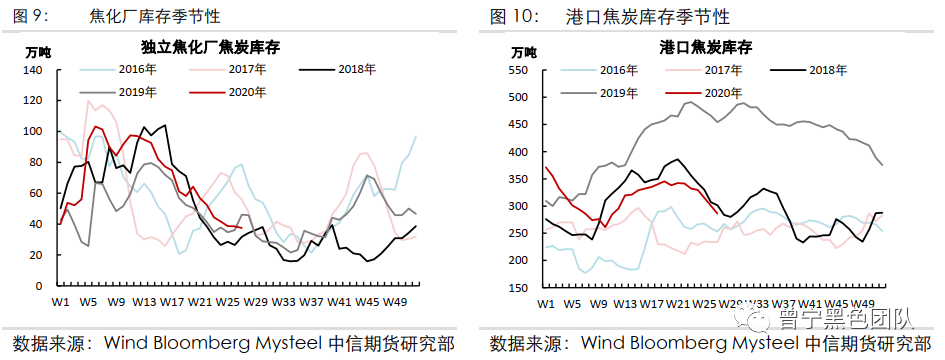 图 9： 焦化厂库存季节性
万吨
独立焦化厂焦炭库存
2016年 2017年 2018年
2019年 2020年
140
120
100
80
60
40
20
0
W1 W5 W9 W13 W17 W21 W25 W29 W33 W37 W41 W45 W49
数据来源：Wind Bloomberg Mysteel 中信期货研究部
图 10： 港口焦炭库存季节性
万吨
港口焦炭库存
2016年 2017年 2018年
2019年 2020年
550
500
450
400
350
300
250
200
150
W1 W5 W9 W13 W17 W21 W25 W29 W33 W37 W41 W45 W49
数据来源：Wind Bloomberg Mysteel 中信期货研究部
曾宁黑色团队